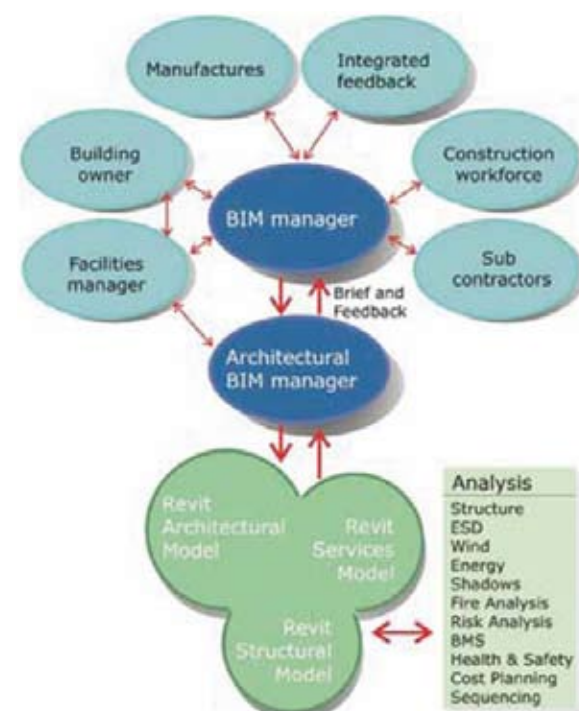 Manufactures
Integrated
feedback
Building
owner
Construction
workforce
BIM manager
Facilities
manager
Sub
contractors
Brief and
Feedback
Architectural
BIM manager
Revit
Architectural
Model
Revit
Services
Model
Revit
Structural
Model
Analysis
Structure
ESD
Wind
Energy
Shadows
Fire Analysis
Risk Analysis
BMS
Health & Safety
Cost Planning
Sequencing